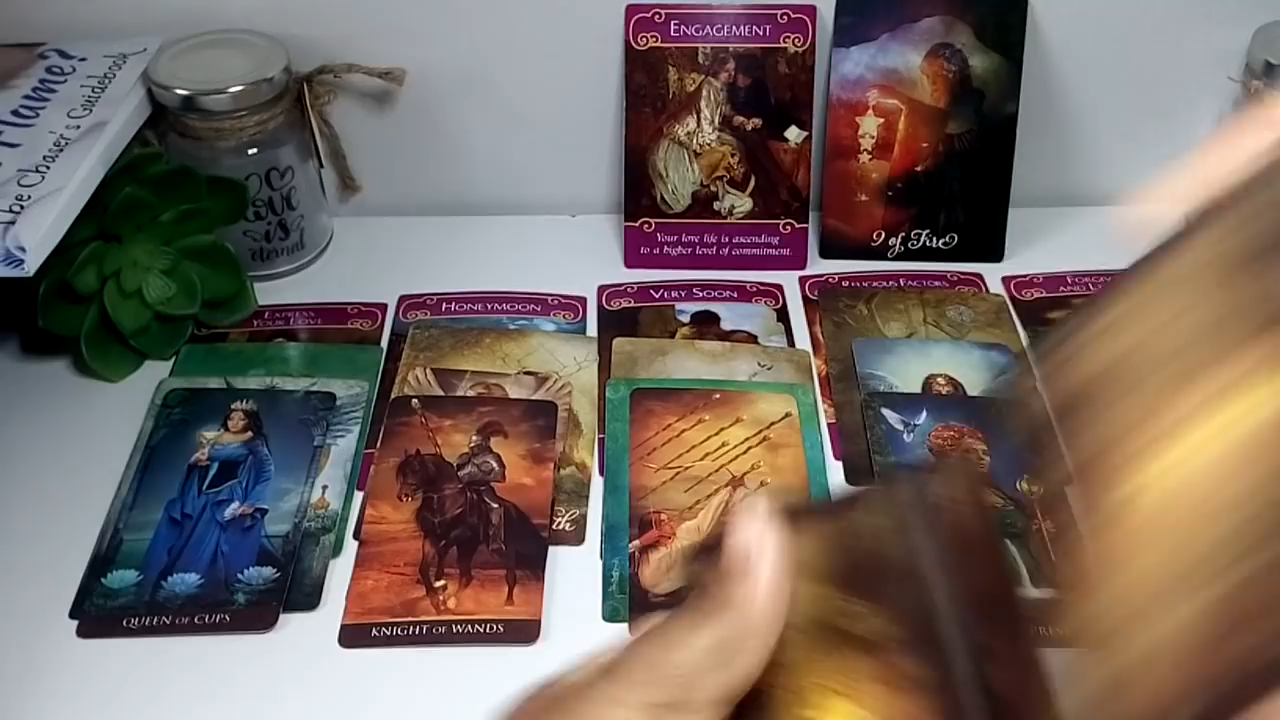 Flame?
The Chaser's Guidebook
love
is
eternal
ENGAGEMENT
Your love life is ascending
to a higher level of commitment.
9 of Fire
EXPRESS
YOUR LOVE
HONEYMOON
VERY SOON
RELIGIOUS FACTORS
QUEEN OF CUPS
KNIGHT OF WANDS